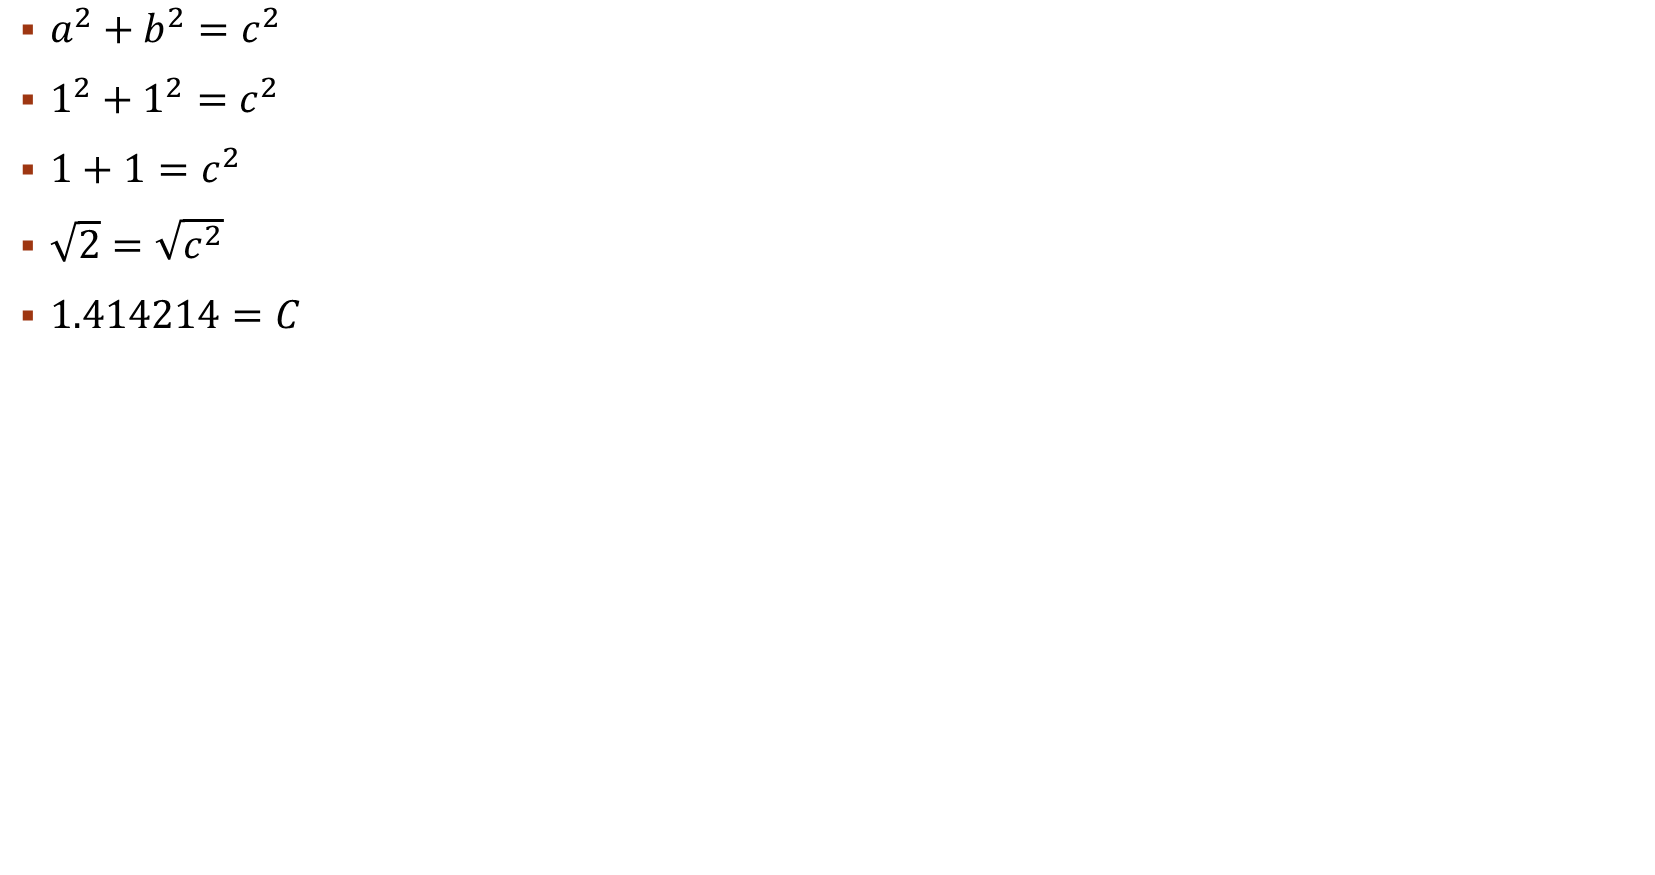 ▪ a² + b² = c²
▪ 1² + 1² = c²
▪ 1 + 1 = c²
▪ √2 = √c²
▪ 1.414214 = C